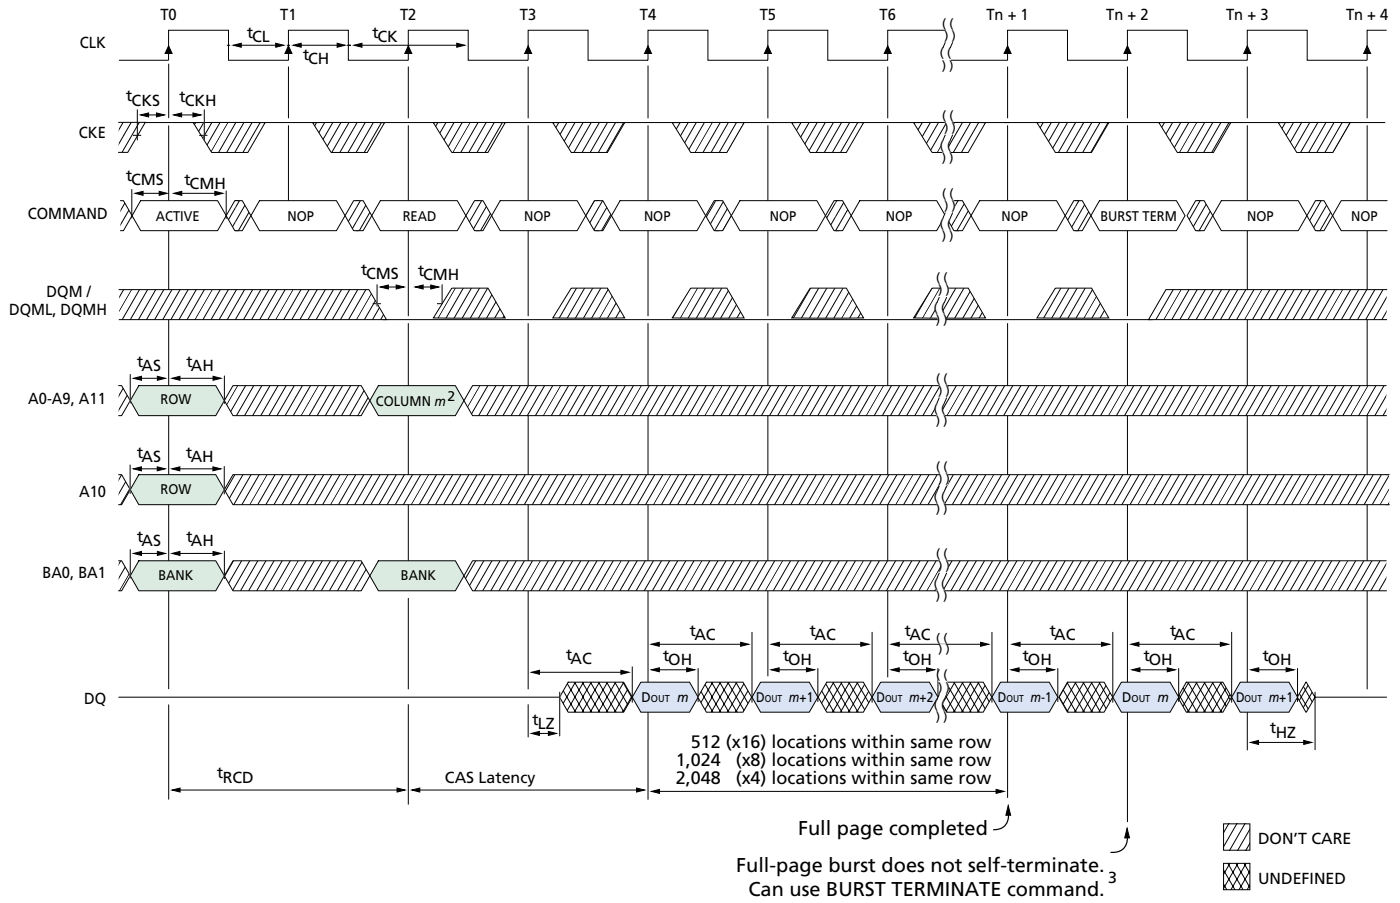 T0 T1 T2 T3 T4 T5 T6 Tn + 1 Tn + 2 Tn + 3 Tn + 4
CLK tCL tCH tCK
tCKS tCKH
CKE
tCMS tCMH
COMMAND ACTIVE NOP READ NOP NOP NOP NOP NOP BURST TERM NOP NOP
tCMS tCMH
DQM /
DQML, DQMH
tAS tAH
A0-A9, A11 ROW COLUMN m2
tAS tAH
A10 ROW
tAS tAH
BA0, BA1 BANK BANK
tAC tAC tAC tAC tAC tAC
tOH tOH tOH tOH tOH tOH
DQ DOUT m DOUT m+1 DOUT m+2 DOUT m-1 DOUT m DOUT m+1
tLZ tHZ
512 (x16) locations within same row
1,024 (x8) locations within same row
2,048 (x4) locations within same row
tRCD CAS Latency
Full page completed
Full-page burst does not self-terminate.
Can use BURST TERMINATE command. 3
DON'T CARE
UNDEFINED